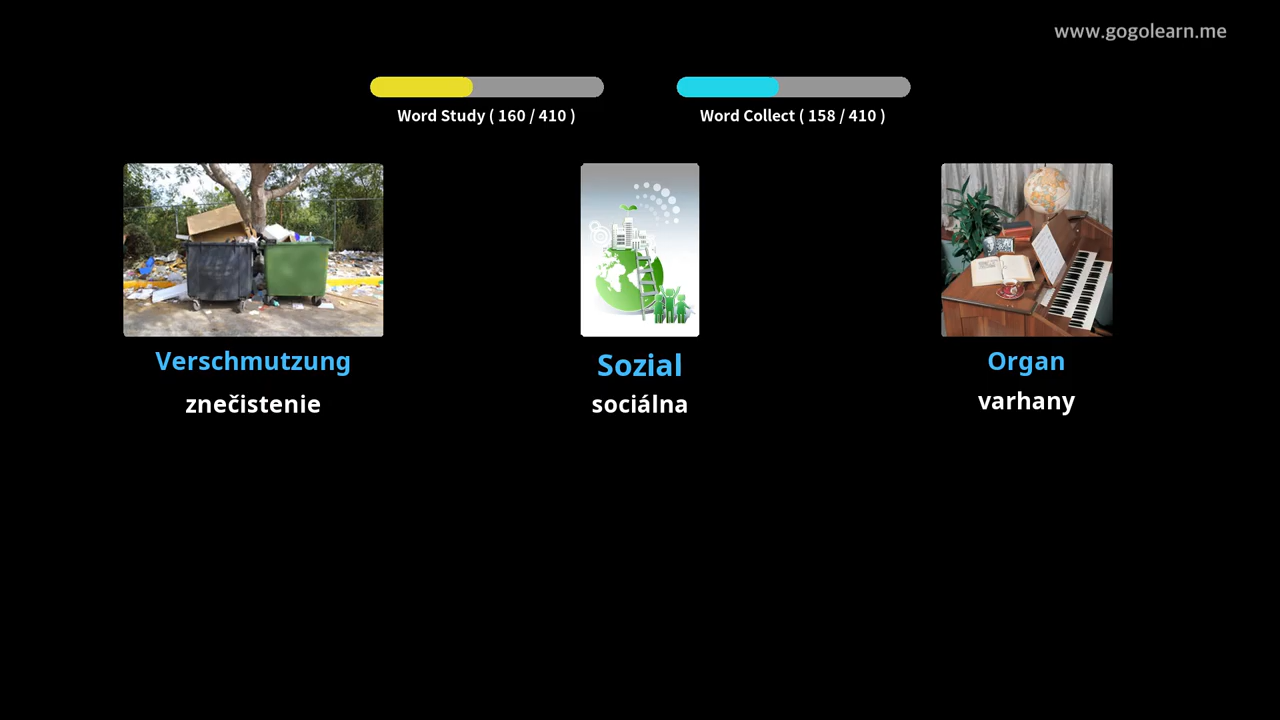 www.gogolearn.me
Word Study ( 160 / 410 )
Word Collect ( 158 / 410 )
Verschmutzung
Sozial
Organ
znečistenie
sociálna
varhany